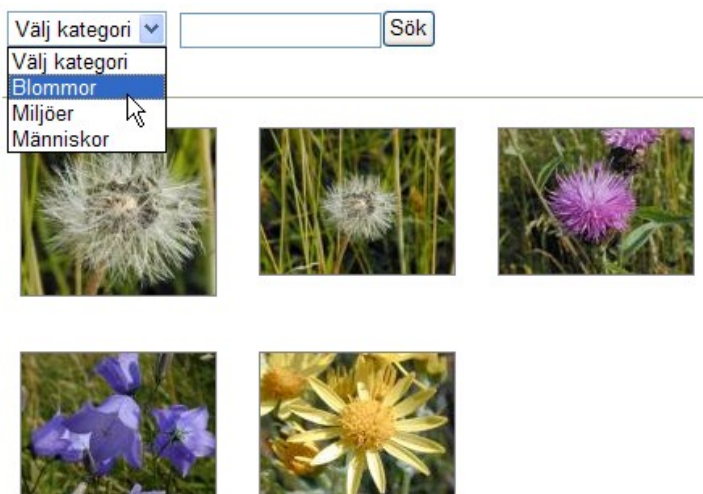 Välj kategori
Sök
Välj kategori
Blommor
Miljöer
Människor